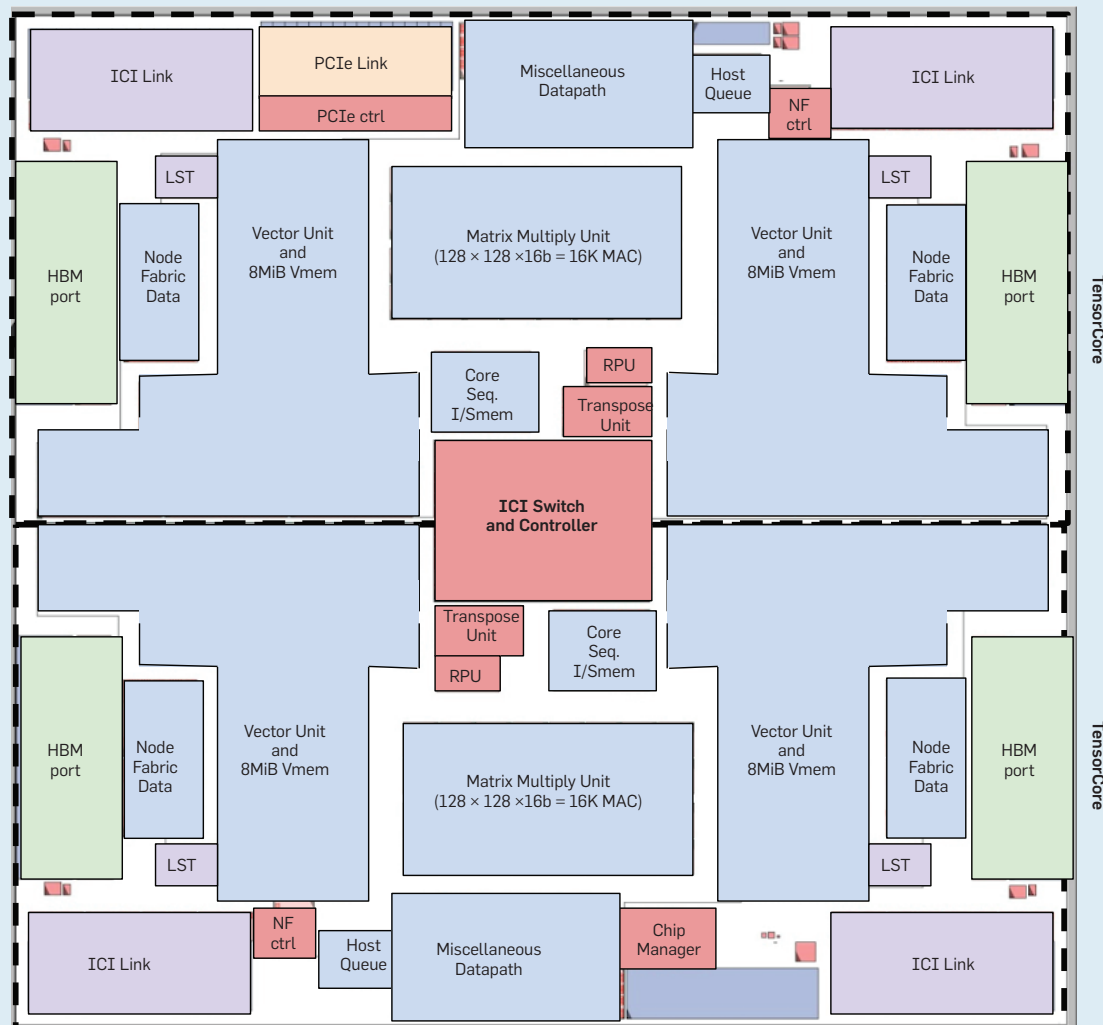 ICI Link
PCIe Link
PCIe ctrl
Miscellaneous
Datapath
Host
Queue
NF
ctrl
ICI Link
LST
LST
HBM
port
Node
Fabric
Data
Vector Unit
and
8MiB Vmem
Matrix Multiply Unit
(128 × 128 ×16b = 16K MAC)
Vector Unit
and
8MiB Vmem
Node
Fabric
Data
HBM
port
TensorCore
Core
Seq.
I/Smem
RPU
Transpose
Unit
ICI Switch
and Controller
Transpose
Unit
RPU
Core
Seq.
I/Smem
HBM
port
Node
Fabric
Data
Vector Unit
and
8MiB Vmem
Matrix Multiply Unit
(128 × 128 ×16b = 16K MAC)
Vector Unit
and
8MiB Vmem
Node
Fabric
Data
HBM
port
TensorCore
LST
LST
ICI Link
NF
ctrl
Host
Queue
Miscellaneous
Datapath
Chip
Manager
ICI Link